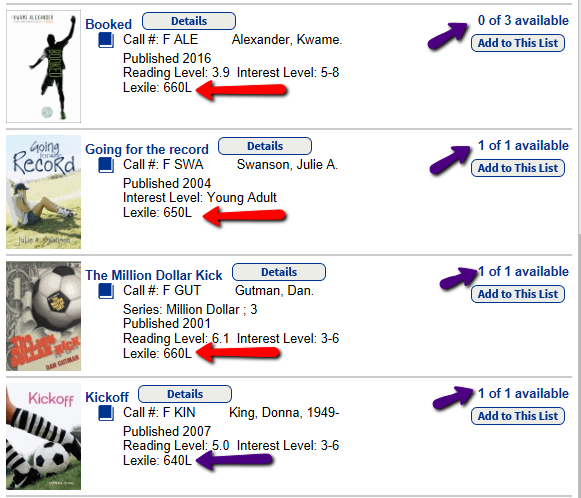 KWAME ALEXANDER
BOOKED
Booked
Details
0 of 3 available
Call #: F ALE Alexander, Kwame.
Add to This List
Published 2016
Reading Level: 3.9 Interest Level: 5-8
Lexile: 660L
Going for the
RECORD
julie a. swanson
Going for the record
Details
1 of 1 available
Call #: F SWA Swanson, Julie A.
Add to This List
Published 2004
Interest Level: Young Adult
Lexile: 650L
THE MILLION
DOLLAR KICK
DAN GUTMAN
The Million Dollar Kick
Details
1 of 1 available
Call #: F GUT Gutman, Dan.
Add to This List
Series: Million Dollar ; 3
Published 2001
Reading Level: 6.1 Interest Level: 3-6
Lexile: 660L
Kickoff
Kickoff
Details
1 of 1 available
Call #: F KIN King, Donna, 1949-
Add to This List
Published 2007
Reading Level: 5.0 Interest Level: 3-6
Lexile: 640L